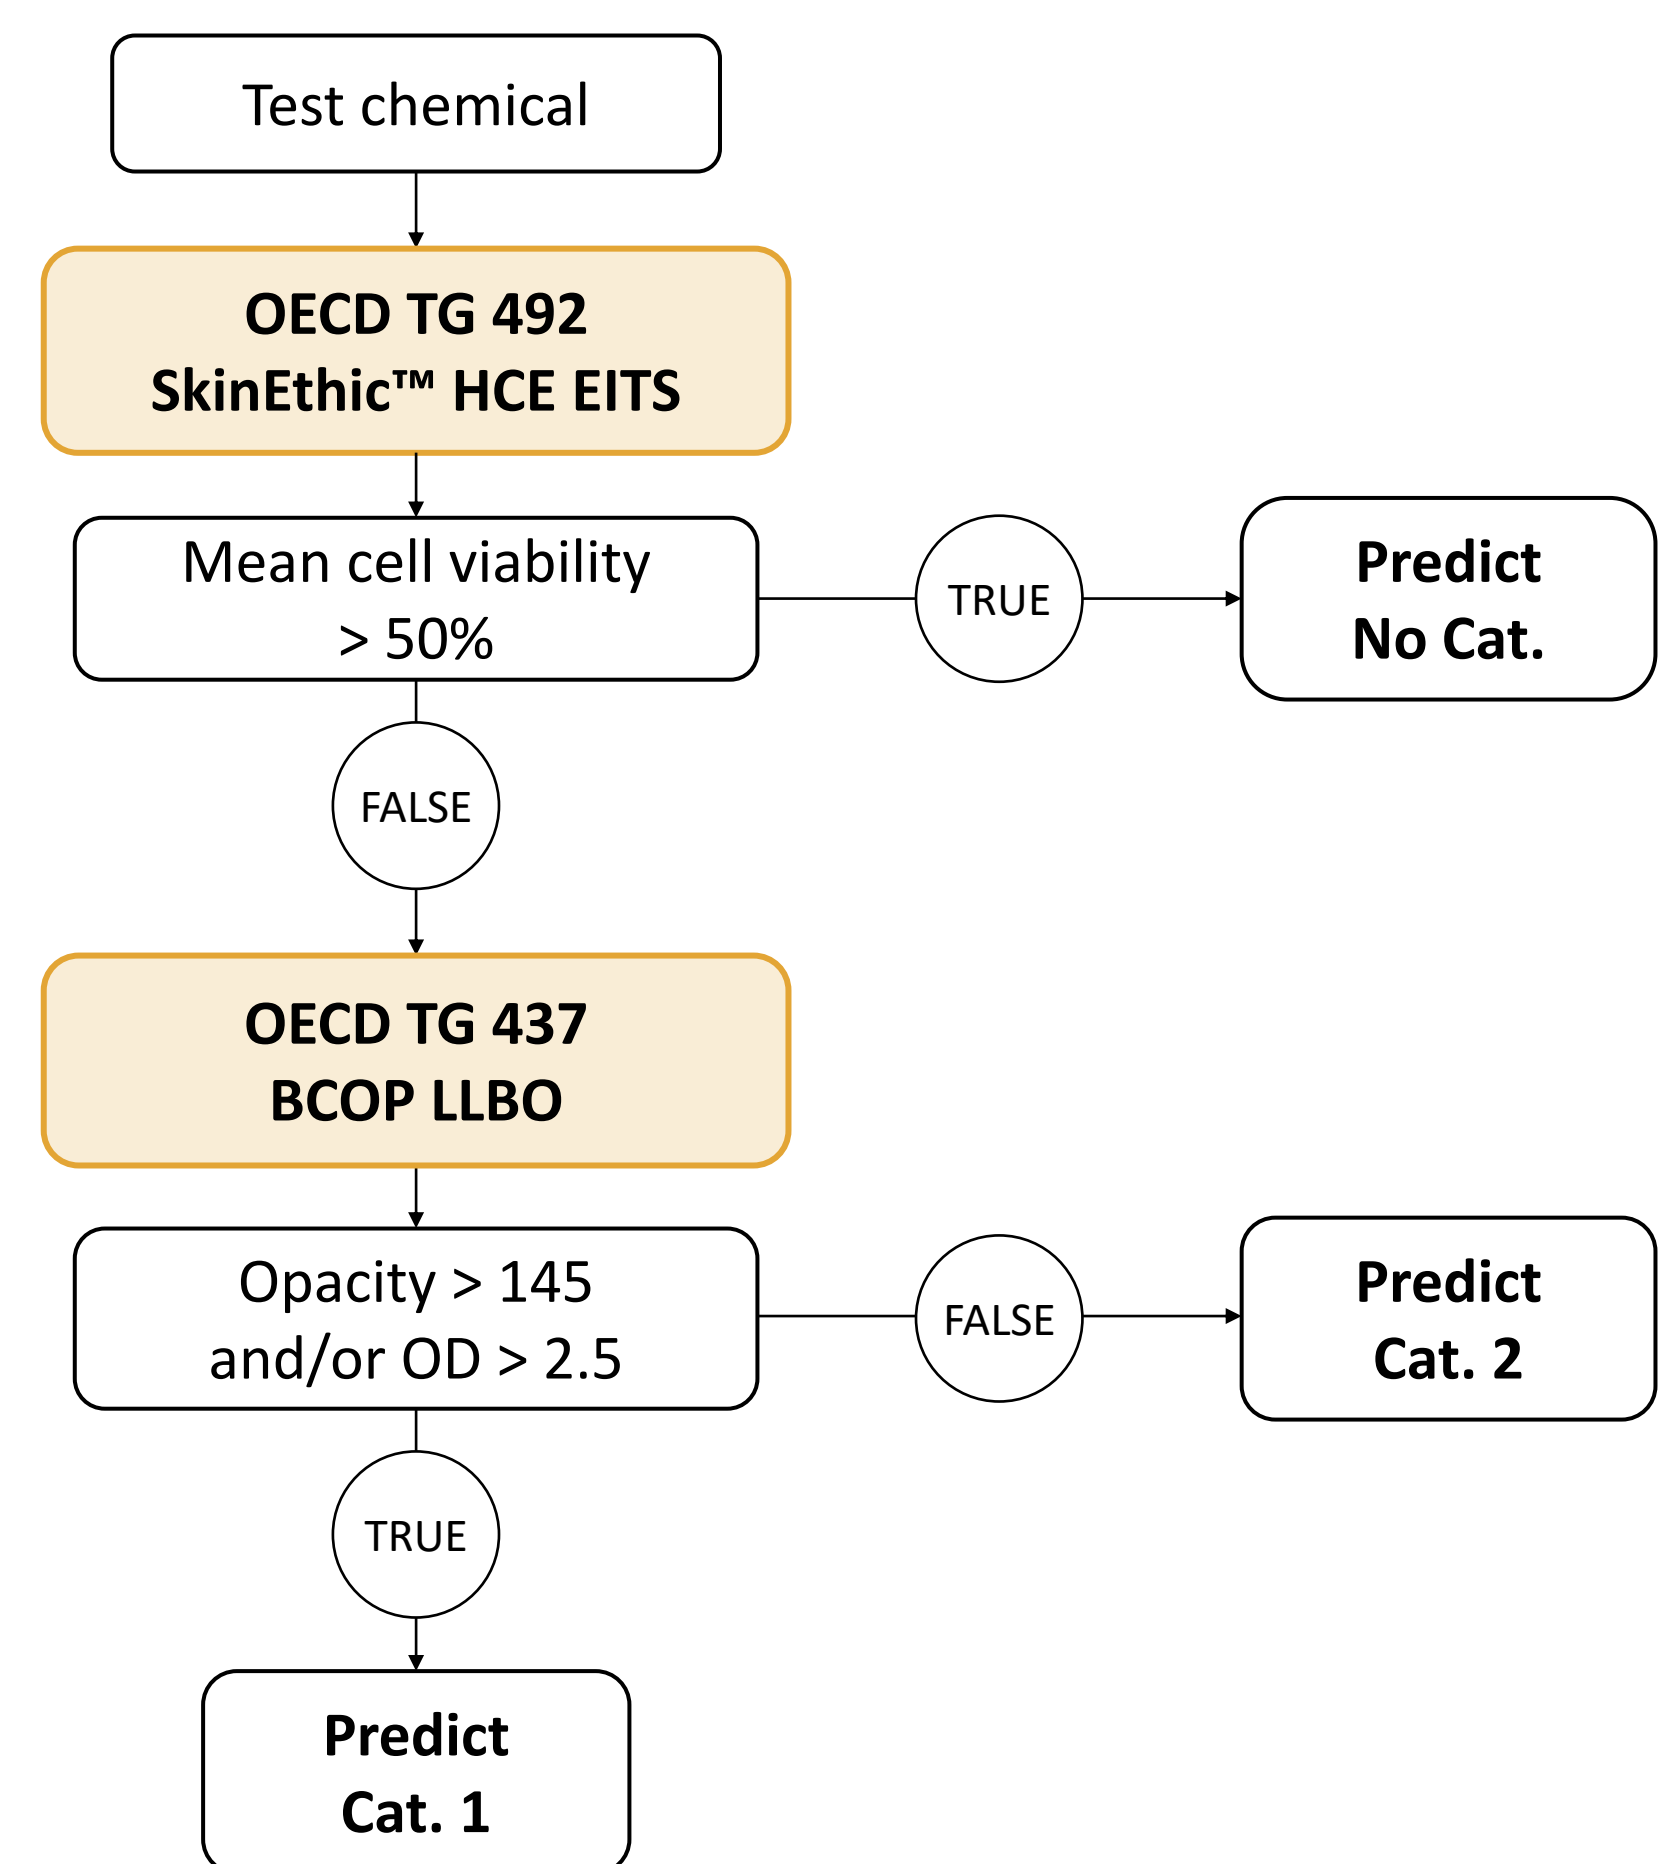 Test chemical
OECD TG 492
SkinEthic™ HCE EITS
Mean cell viability
> 50%
TRUE
Predict
No Cat.
FALSE
OECD TG 437
BCOP LLBO
Opacity > 145
and/or OD > 2.5
FALSE
Predict
Cat. 2
TRUE
Predict
Cat. 1